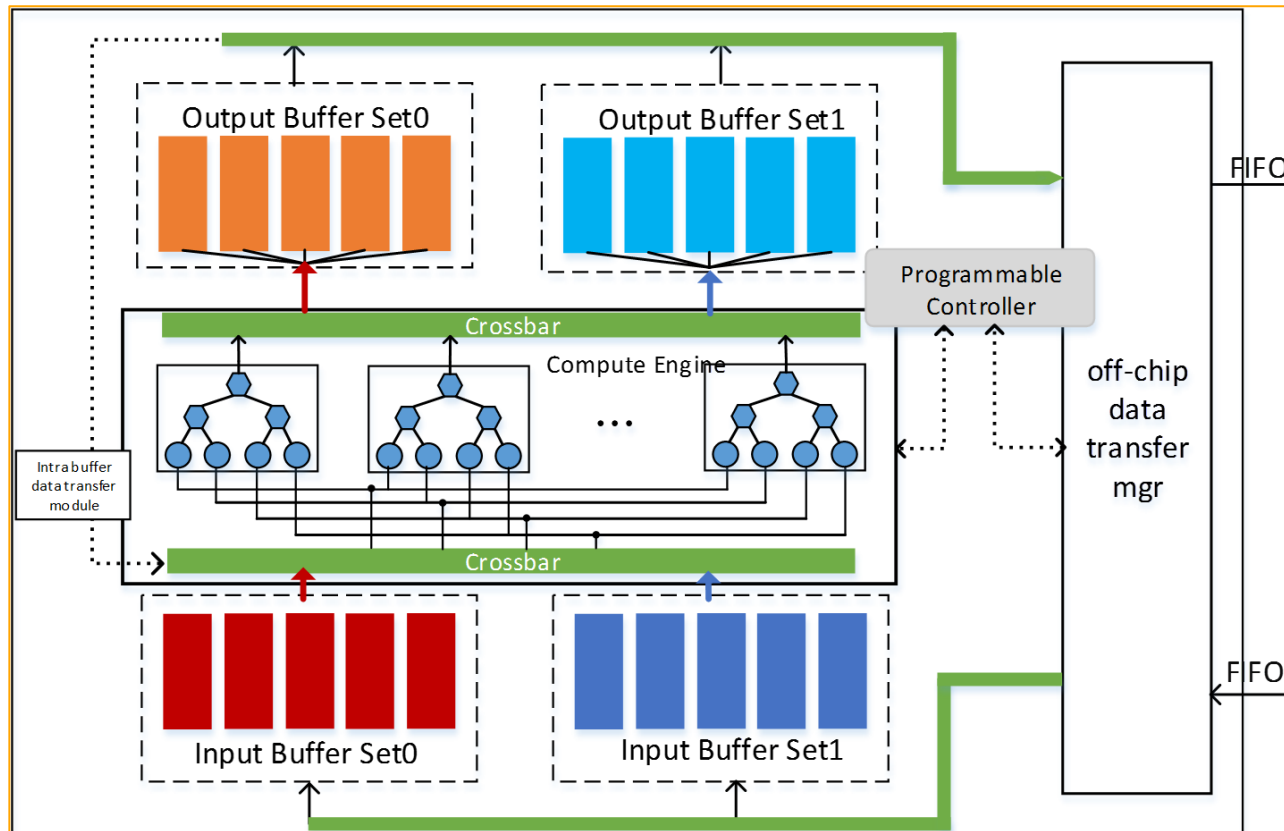 Output Buffer Set0
Output Buffer Set1
FIFO
Programmable
Controller
Crossbar
Compute Engine
...
off-chip
data
transfer
mgr
Intra buffer
data transfer
module
Crossbar
FIFO
Input Buffer Set0
Input Buffer Set1